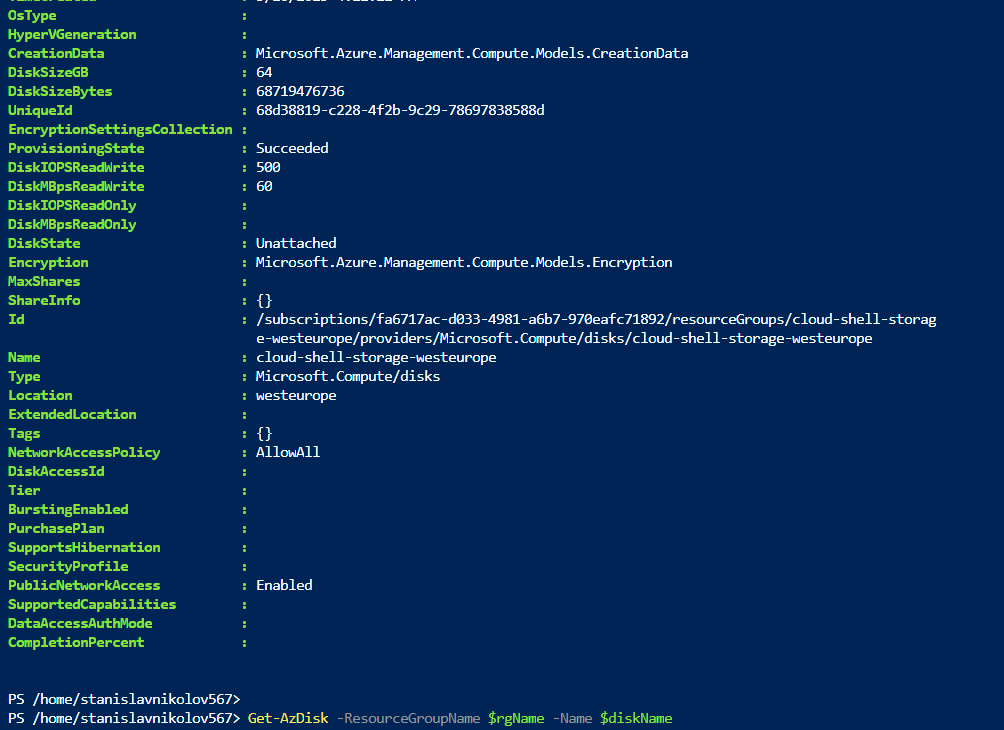 OsType :
HyperVGeneration :
CreationData : Microsoft.Azure.Management.Compute.Models.CreationData
DiskSizeGB : 64
DiskSizeBytes : 68719476736
UniqueId : 68d38819-c228-4f2b-9c29-78697838588d
EncryptionSettingsCollection :
ProvisioningState : Succeeded
DiskIOPSReadWrite : 500
DiskMBpsReadWrite : 60
DiskIOPSReadOnly :
DiskMBpsReadOnly :
DiskState : Unattached
Encryption : Microsoft.Azure.Management.Compute.Models.Encryption
MaxShares :
ShareInfo : {}
Id : /subscriptions/fa6717ac-d033-4981-a6b7-970eafc71892/resourceGroups/cloud-shell-storag
e-westeurope/providers/Microsoft.Compute/disks/cloud-shell-storage-westeurope
Name : cloud-shell-storage-westeurope
Type : Microsoft.Compute/disks
Location : westeurope
ExtendedLocation :
Tags : {}
NetworkAccessPolicy : AllowAll
DiskAccessId :
Tier :
BurstingEnabled :
PurchasePlan :
SupportsHibernation :
SecurityProfile :
PublicNetworkAccess : Enabled
SupportedCapabilities :
DataAccessAuthMode :
CompletionPercent :
PS /home/stanislavnikolov567>
PS /home/stanislavnikolov567> Get-AzDisk -ResourceGroupName $rgName -Name $diskName